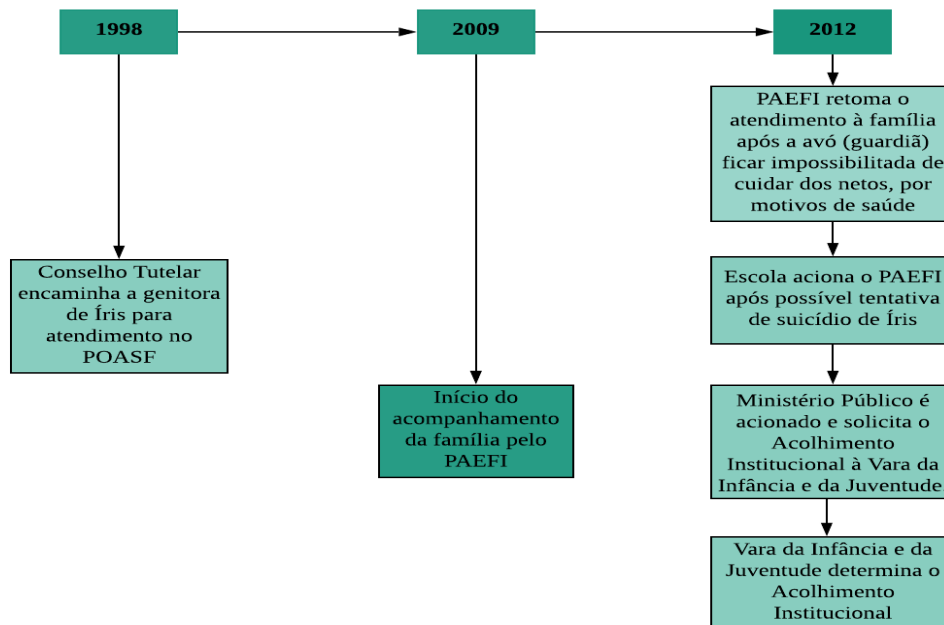 1998
2009
2012
PAEFI retoma o
atendimento à família
após a avó (guardiã)
ficar impossibilitada de
cuidar dos netos, por
motivos de saúde
Conselho Tutelar
encaminha a genitora
de Íris para
atendimento no
POASF
Escola aciona o PAEFI
após possível tentativa
de suicídio de Íris
Início do
acompanhamento
da família pelo
PAEFI
Ministério Público é
acionado e solicita o
Acolhimento
Institucional à Vara da
Infância e da Juventude
Vara da Infância e da
Juventude determina o
Acolhimento
Institucional